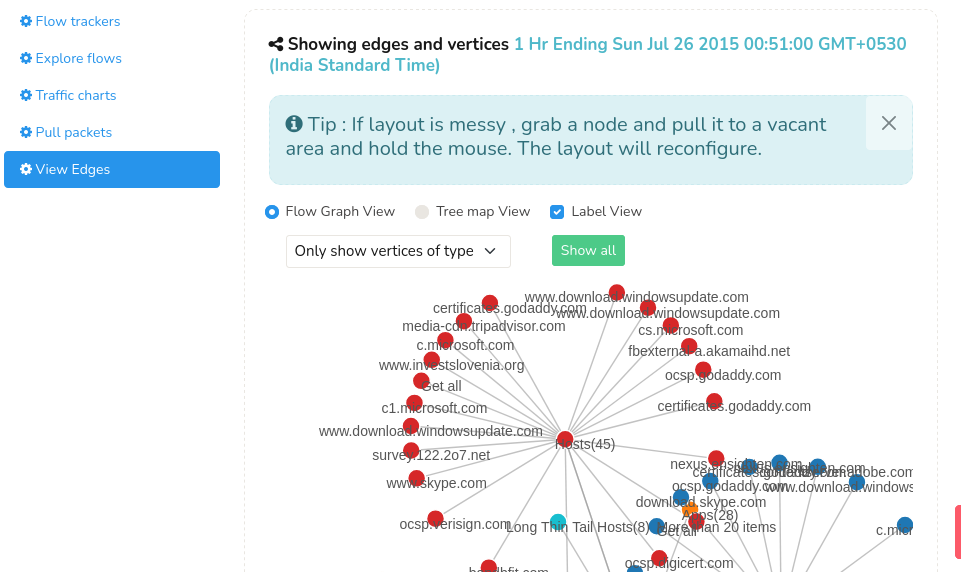 Flow trackers
Explore flows
Traffic charts
Pull packets
View Edges
Showing edges and vertices 1 Hr Ending Sun Jul 26 2015 00:51:00 GMT+0530
(India Standard Time)
Tip : If layout is messy , grab a node and pull it to a vacant
area and hold the mouse. The layout will reconfigure.
Flow Graph View
Tree map View
Label View
Only show vertices of type
Show all
www.download.windowsupdate.com
certificates.godaddy.com
www.download.windowsupdate.com
media-cdn.tripadvisor.com
cs.microsoft.com
c.microsoft.com
fbexternal-a.akamaihd.net
www.investslovenia.org
ocsp.godaddy.com
Get all
certificates.godaddy.com
c1.microsoft.com
www.download.windowsupdate.com
Hosts(45)
survey.122.2o7.net
www.skype.com
ocsp.godaddy.com
www.download.windows
download.skype.com
Apps(28)
ocsp.verisign.com
Long Thin Tail Hosts(8) More than 20 items
Get all
c.micr
ocsp.digicert.com